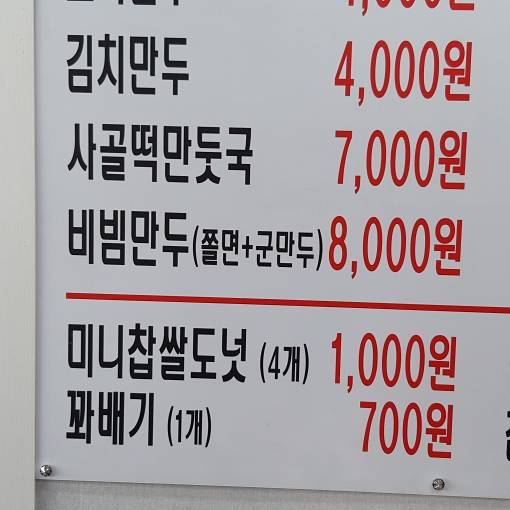 김치만두 4,000원
사골떡만둣국 7,000원
비빔만두(쫄면+군만두) 8,000원
미니찹쌀도넛 (4개) 1,000원
꽈배기 (1개) 700원